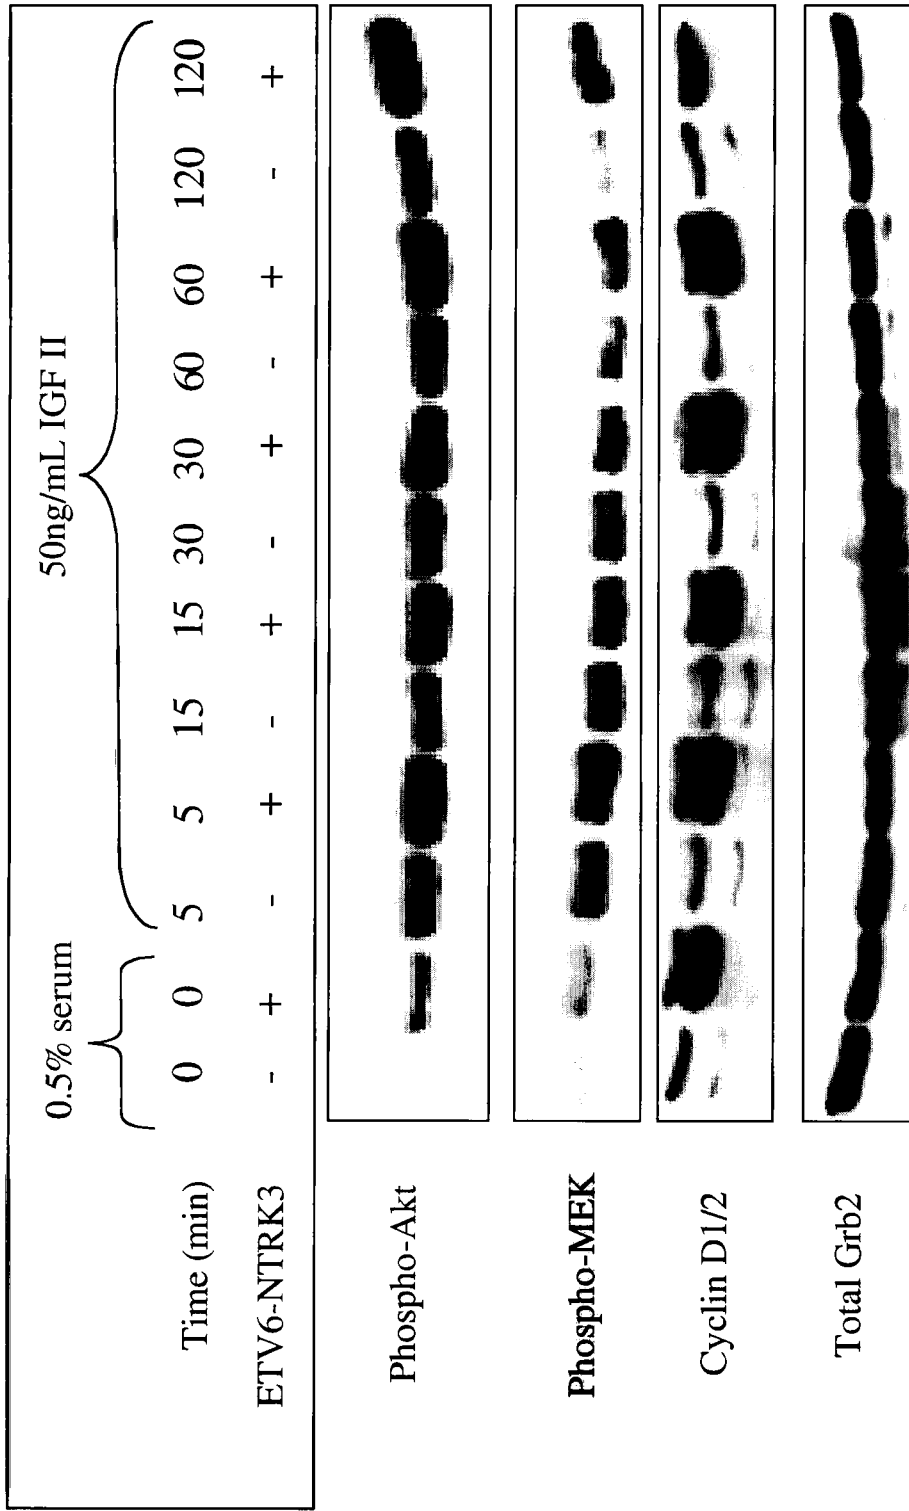 0.5% serum 50ng/mL IGF II
Time (min) 0 0 5 5 15 15 30 30 60 60 120 120
ETV6-NTRK3 - + - + - + - + - + - +
Phospho-Akt
Phospho-MEK
Cyclin D1/2
Total Grb2